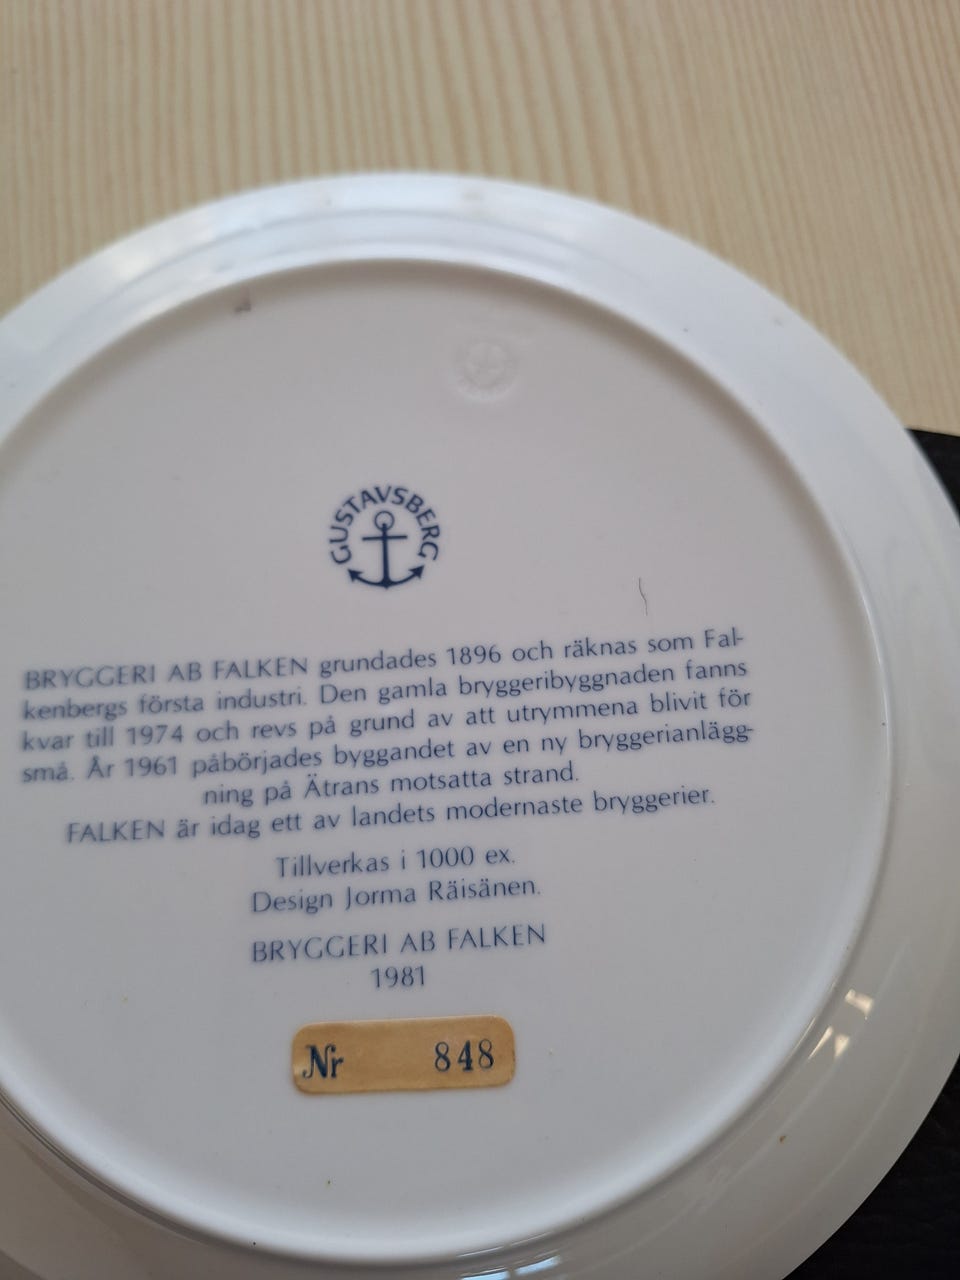 GUSTAVSBERG
BRYGGERI AB FALKEN grundades 1896 och räknas som Fal-
kenbergs första industri. Den gamla bryggeribyggnaden fanns
kvar till 1974 och revs på grund av att utrymmena blivit för
små. År 1961 påbörjades byggandet av en ny bryggerianlägg-
ning på Ätrans motsatta strand.
FALKEN är idag ett av landets modernaste bryggerier.
Tillverkas i 1000 ex.
Design Jorma Räisänen.
BRYGGERI AB FALKEN
1981
Nr 848